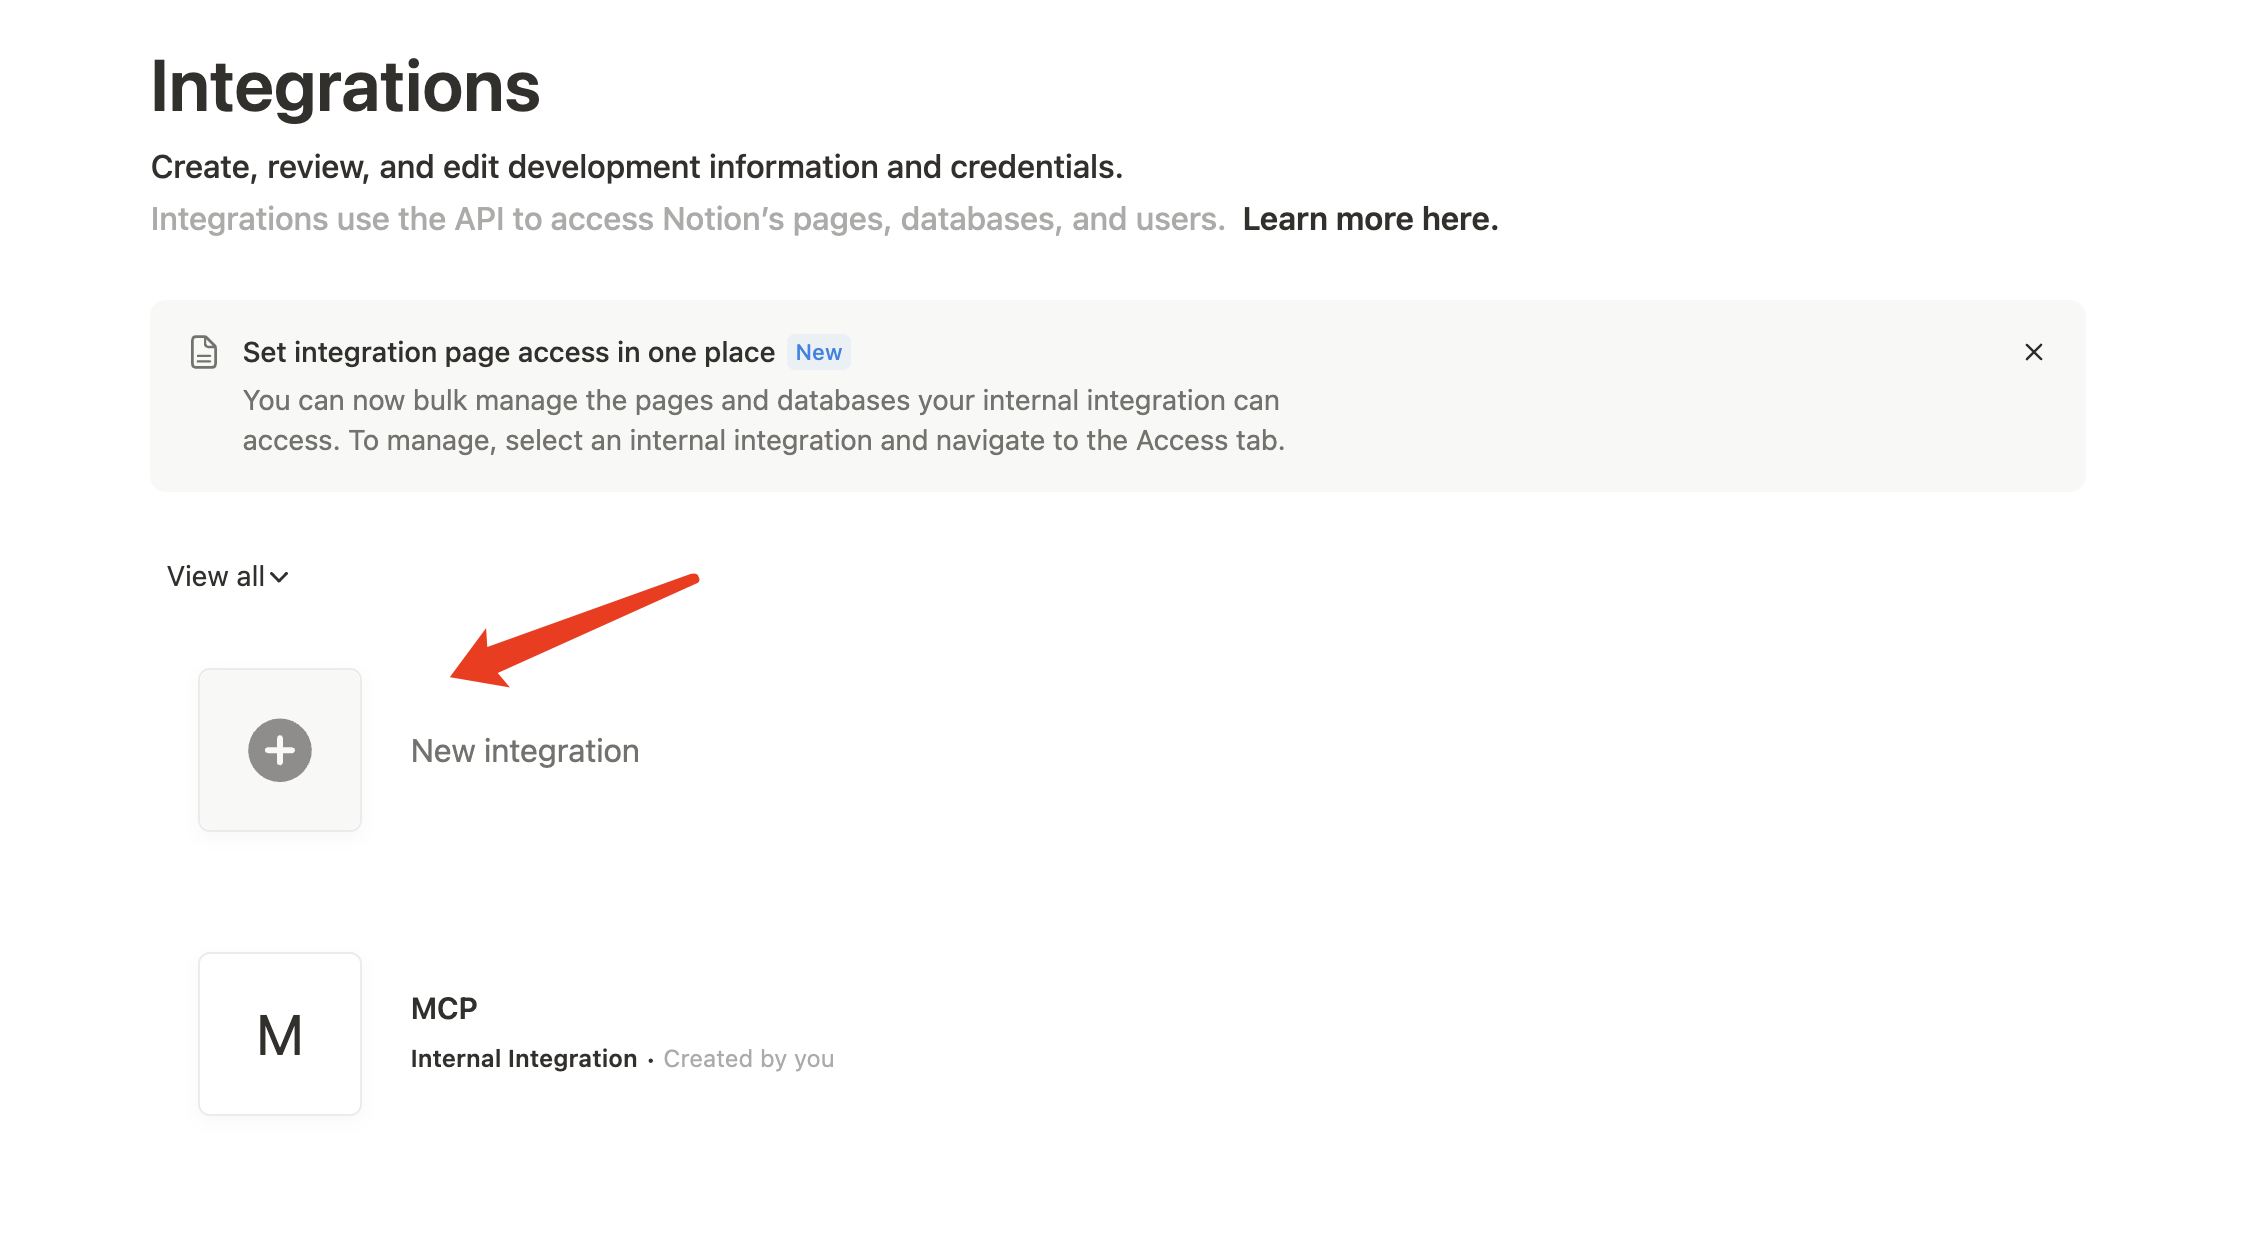 Integrations
Create, review, and edit development information and credentials.
Integrations use the API to access Notion’s pages, databases, and users. Learn more here.
Set integration page access in one place New
You can now bulk manage the pages and databases your internal integration can
access. To manage, select an internal integration and navigate to the Access tab.
View all
New integration
M
MCP
Internal Integration · Created by you